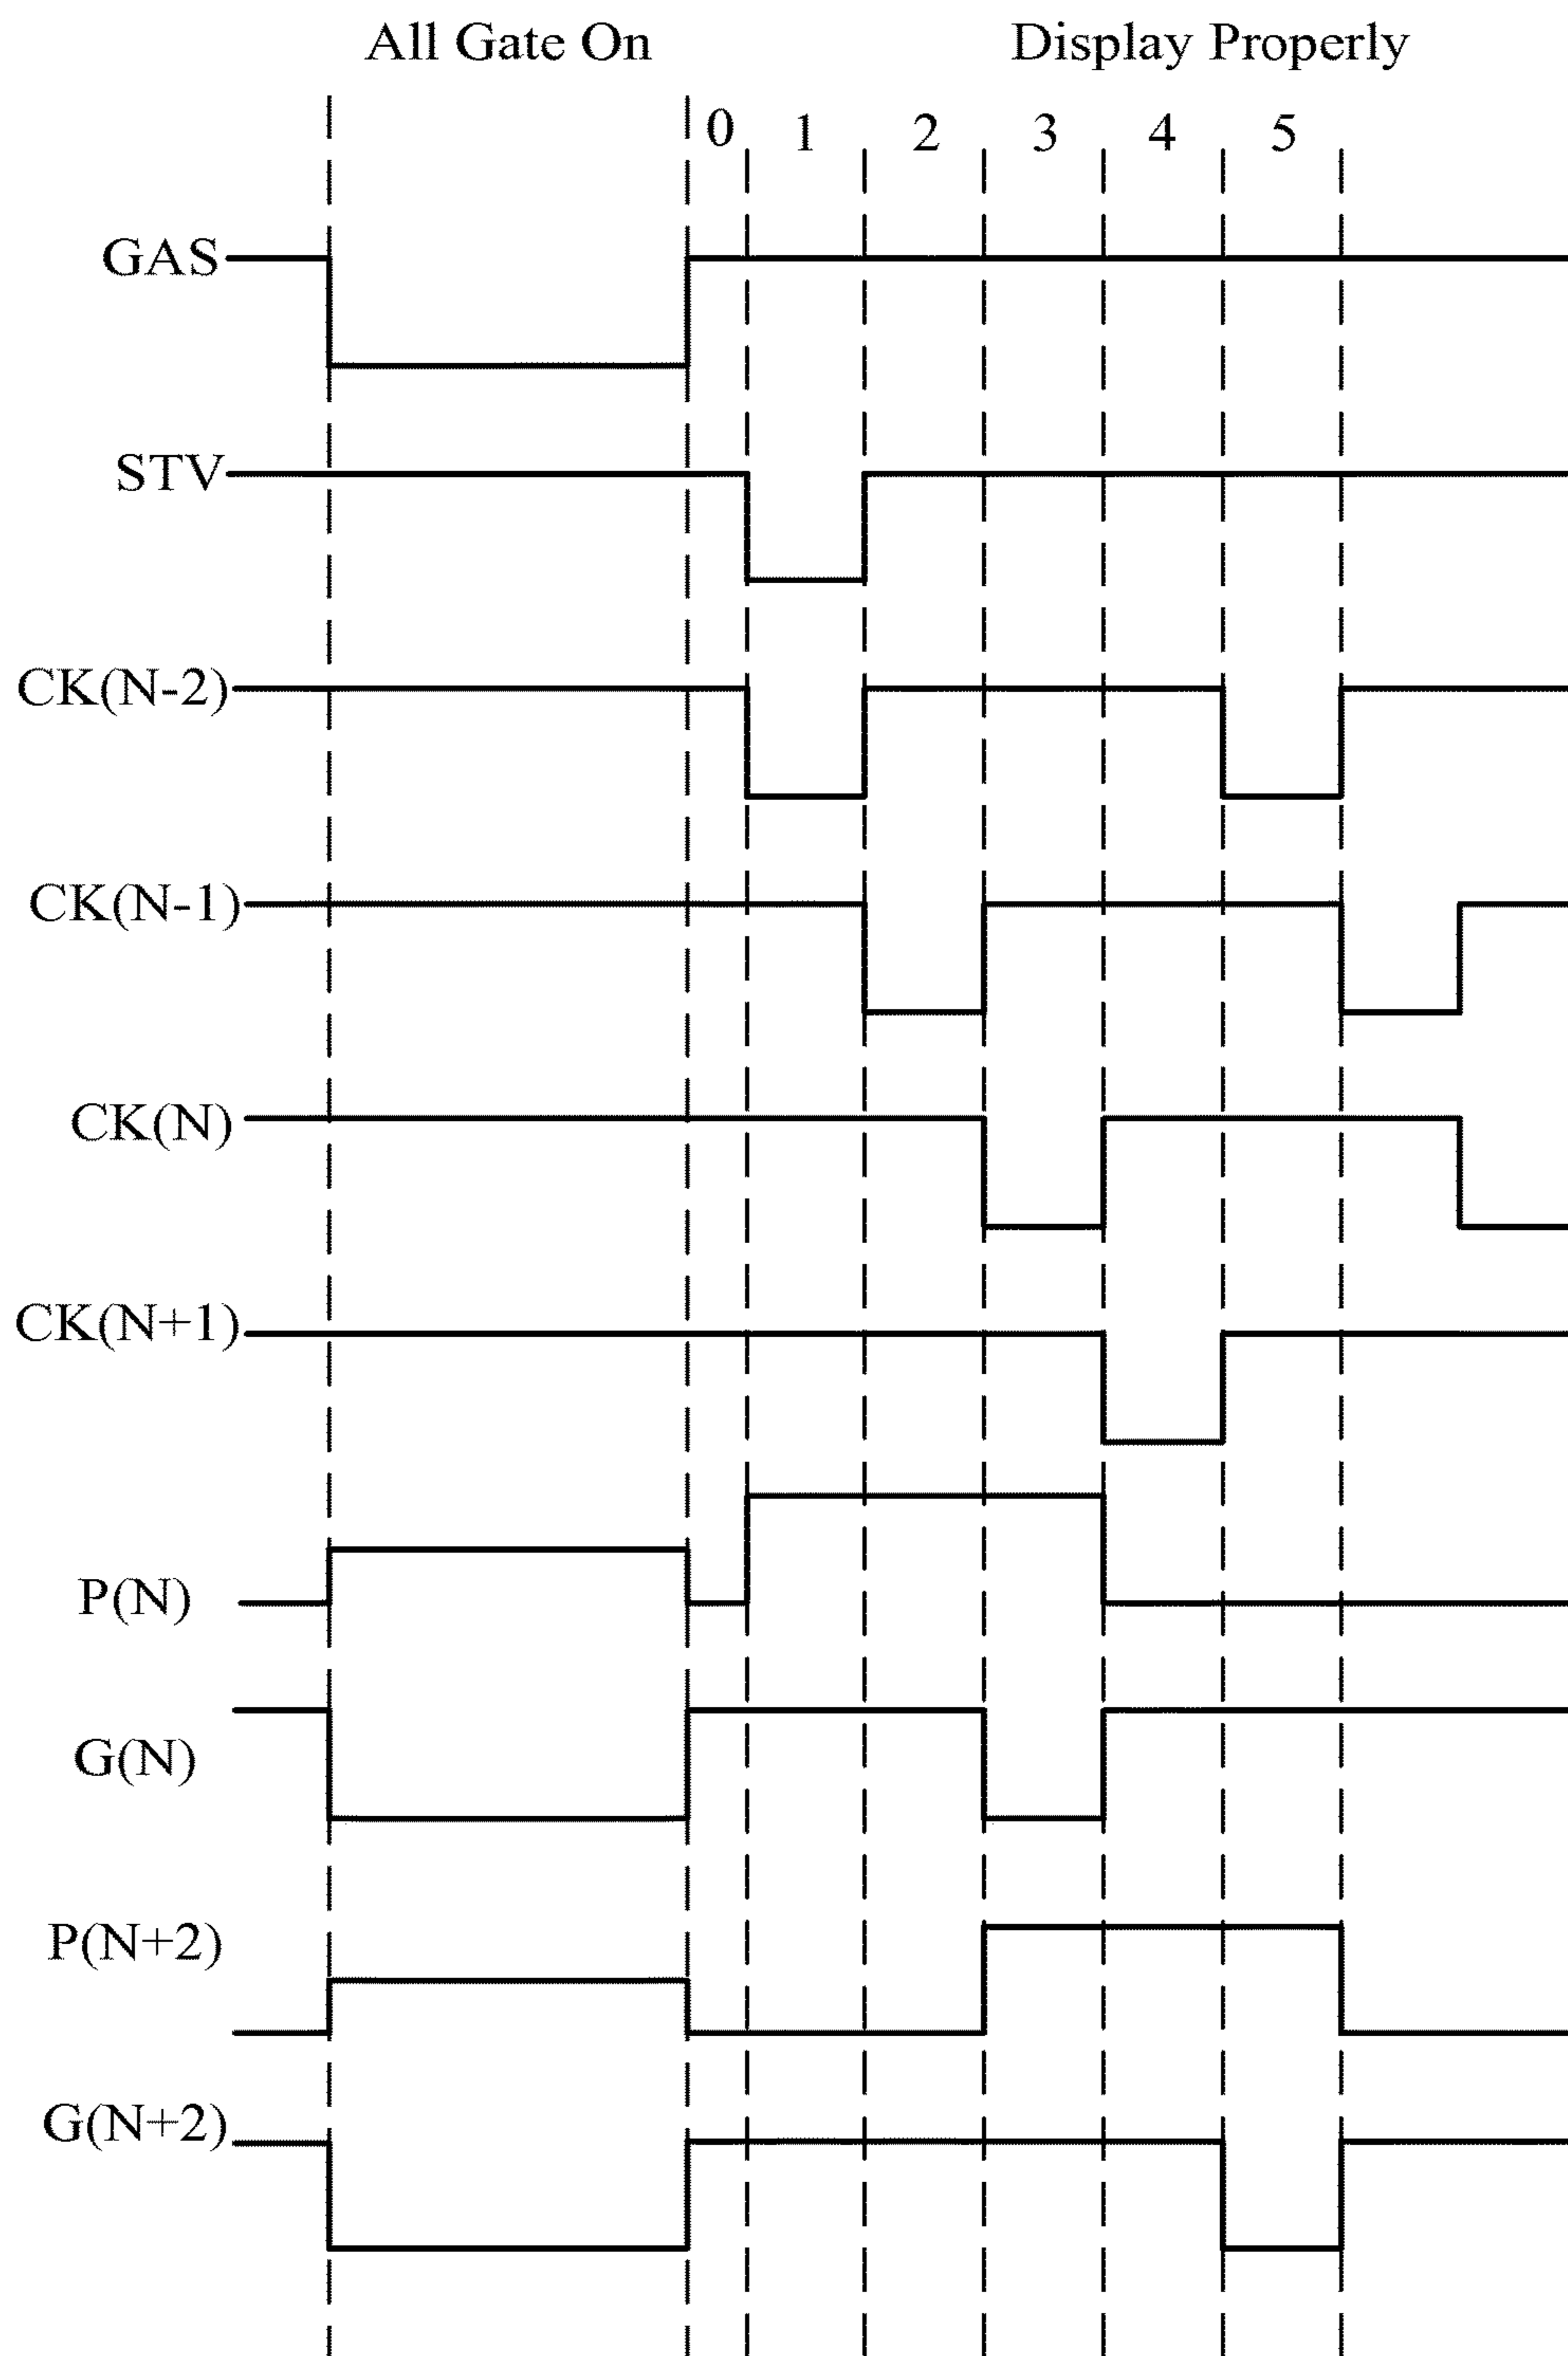 All Gate On
Display Properly
0 1 2 3 4 5
GAS
STV
CK(N-2)
CK(N-1)
CK(N)
CK(N+1)
P(N)
G(N)
P(N+2)
G(N+2)